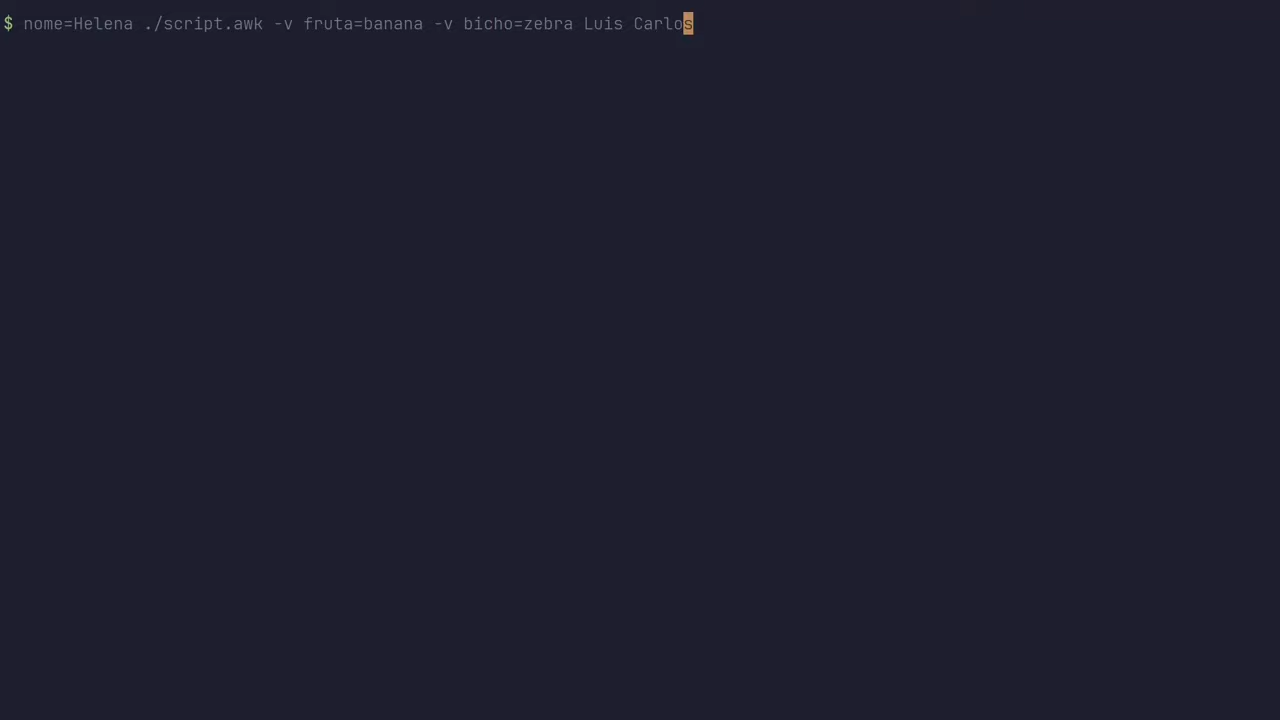 $ nome=Helena ./script.awk -v fruta=banana -v bicho=zebra Luis Carlos